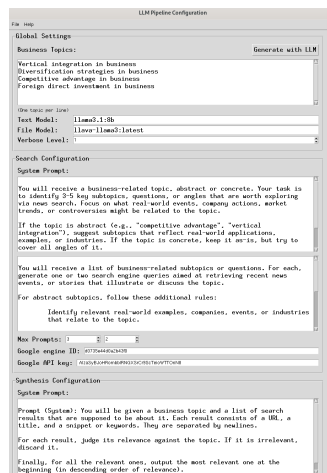 LLM Pipeline Configuration
File Help
Global Settings
Business Topics:
Generate with LLM
Vertical integration in business
Diversification strategies in business
Competitive advantage in business
Foreign direct investment in business
(One topic per line)
Text Model: llama3.1:8b
File Model: llava-llama3:latest
Verbose Level: 1
Search Configuration
System Prompt:
You will receive a business-related topic, abstract or concrete. Your task is
to identify 3-5 key subtopics, questions, or angles that are worth exploring
via news search. Focus on what real-world events, company actions, market
trends, or controversies might be related to the topic.
If the topic is abstract (e.g., "competitive advantage", "vertical
integration"), suggest subtopics that reflect real-world applications,
examples, or industries. If the topic is concrete, keep it as-is, but try to
cover all angles of it.
You will receive a list of business-related subtopics or questions. For each,
generate one or two search engine queries aimed at retrieving recent news
events, or stories that illustrate or discuss the topic.
For abstract subtopics, follow these additional rules:
Identify relevant real-world examples, companies, events, or industries
that relate to the topic.
Max Prompts: 3 2
Google engine ID:
Google API key:
Synthesis Configuration
System Prompt:
Prompt (System): You will be given a business topic and a list of search
results that are supposed to be about it. Each result consists of a URL, a
title, and a snippet or keywords. They are separated by newlines.
For each result, judge its relevance against the topic. If it is irrelevant,
discard it.
Finally, for all the relevant ones, output the most relevant one at the
beginning (in descending order of relevance).